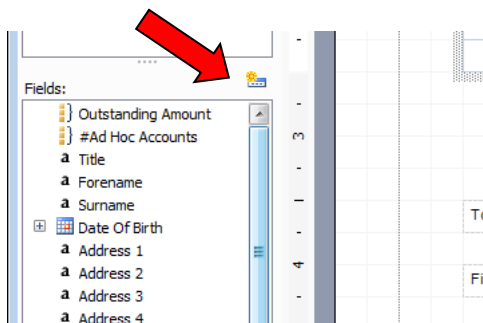 Fields:
Outstanding Amount
#Ad Hoc Accounts
a Title
a Forename
a Surname
Date Of Birth
a Address 1
a Address 2
a Address 3
a Address 4
3
4